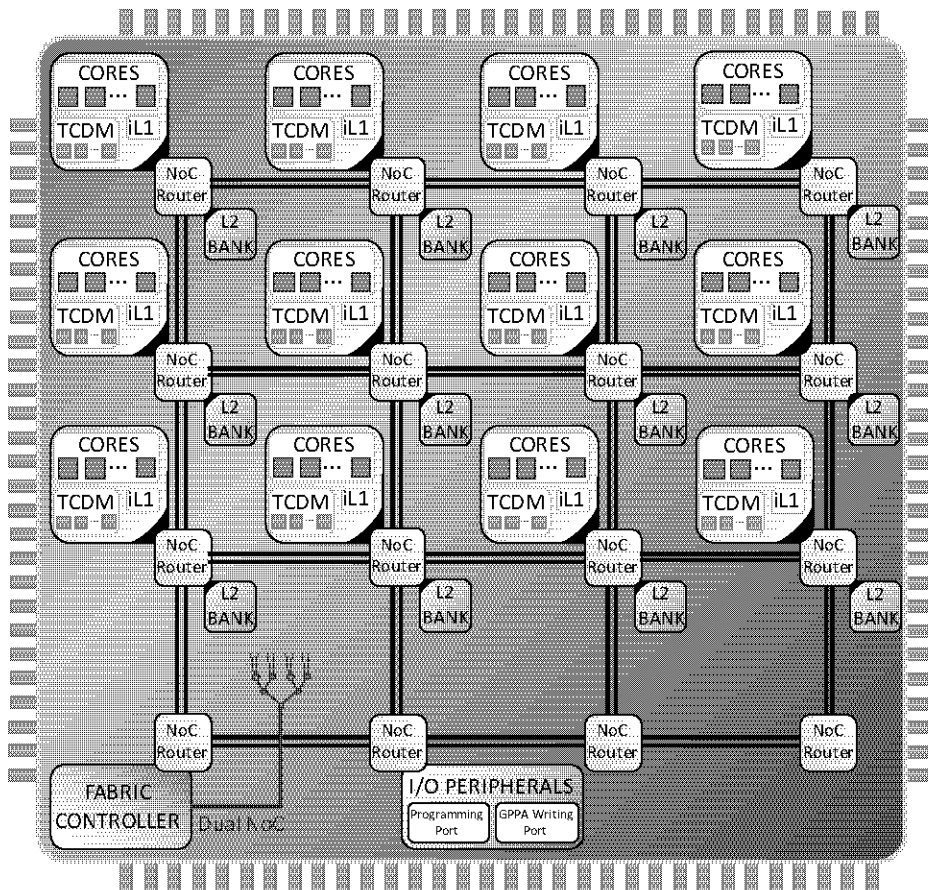 CORES CORES CORES CORES
... ... ... ...
TCDM iL1 TCDM iL1 TCDM iL1 TCDM iL1
NoC NoC NoC NoC
Router Router Router Router
L2 L2 L2 L2
BANK BANK BANK BANK
CORES CORES CORES CORES
... ... ... ...
TCDM iL1 TCDM iL1 TCDM iL1 TCDM iL1
NoC NoC NoC NoC
Router Router Router Router
L2 L2 L2 L2
BANK BANK BANK BANK
CORES CORES CORES CORES
... ... ... ...
TCDM iL1 TCDM iL1 TCDM iL1 TCDM iL1
NoC NoC NoC NoC
Router Router Router Router
L2 L2 L2 L2
BANK BANK BANK BANK
NoC NoC NoC NoC
Router Router Router Router
FABRIC
CONTROLLER
Dual NoC
I/O PERIPHERALS
Programming
Port
GPPA Writing
Port